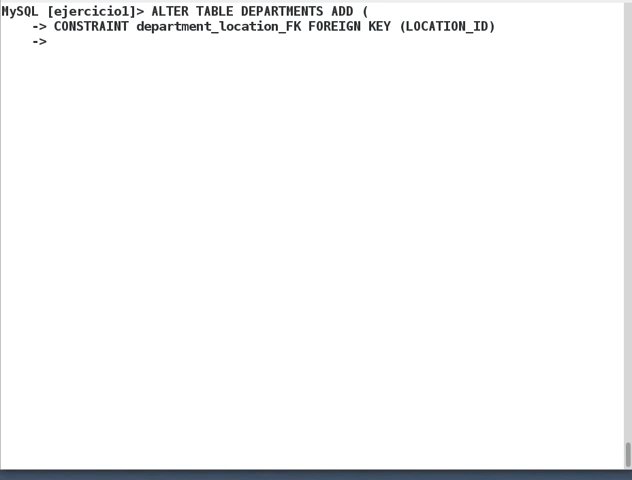 MySQL [ejercicio1]> ALTER TABLE DEPARTMENTS ADD (
-> CONSTRAINT department_location_FK FOREIGN KEY (LOCATION_ID)
->